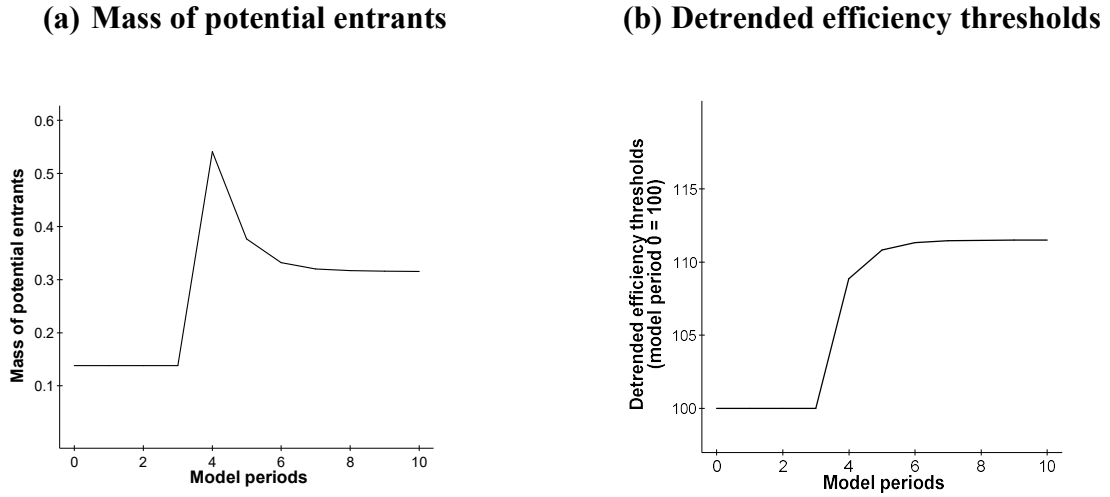 (a) Mass of potential entrants
0.6
0.5
0.4
0.3
0.2
0.1
Mass of potential entrants
0 2 4 6 8 10
Model periods
(b) Detrended efficiency thresholds
115
110
105
100
Detrended efficiency thresholds
(model period 0 = 100)
0 2 4 6 8 10
Model periods